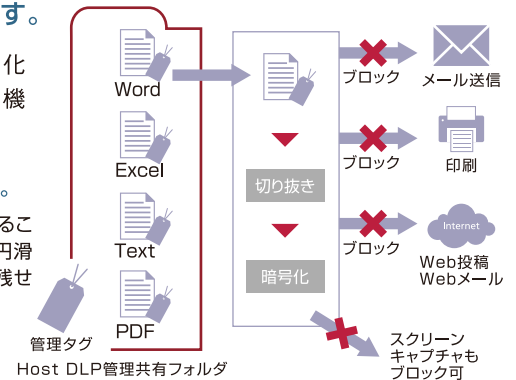 す。
化
機
。
るこ
円滑
残せ
Word
Excel
Text
PDF
管理タグ
Host DLP管理共有フォルダ
切り抜き
暗号化
ブロック
メール送信
ブロック
印刷
ブロック
Internet
Web投稿
Webメール
スクリーン
キャプチャも
ブロック可